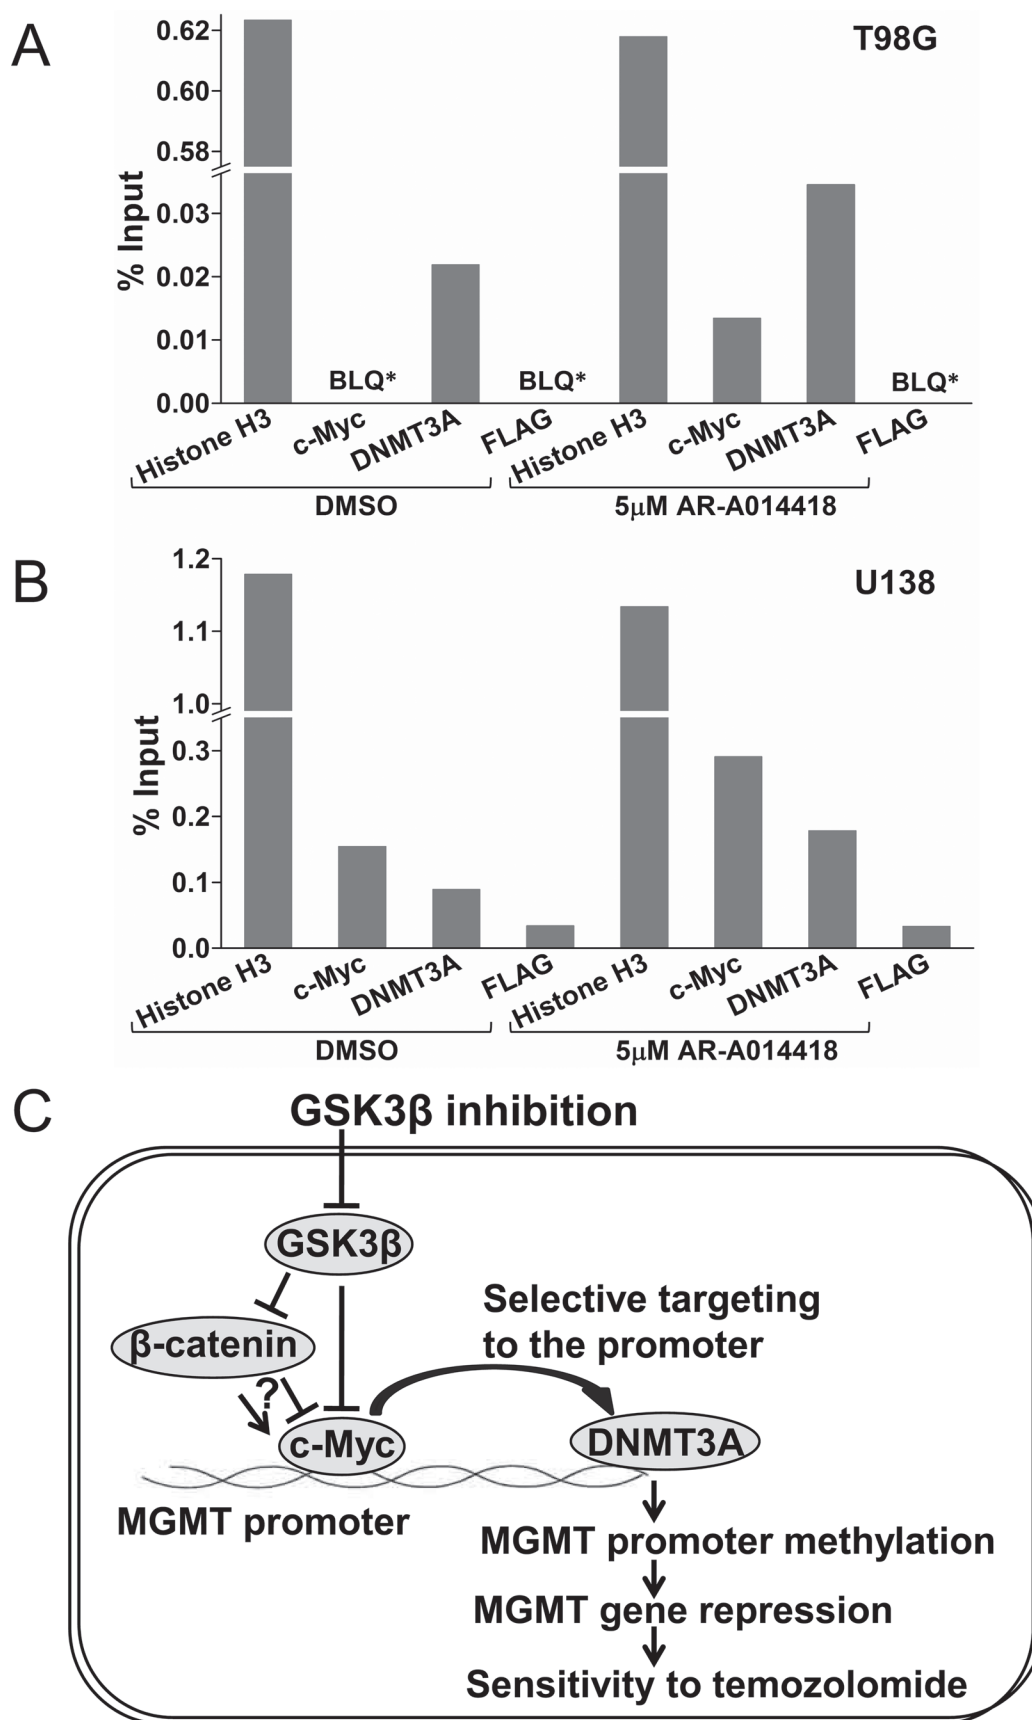 A
T98G
% Input
0.62
0.60
0.58
0.03
0.02
0.01
0.00
BLQ*
BLQ*
BLQ*
Histone H3
c-Myc
DNMT3A
FLAG
Histone H3
c-Myc
DNMT3A
FLAG
DMSO
5μM AR-A014418
B
U138
% Input
1.2
1.1
1.0
0.3
0.2
0.1
0.0
Histone H3
c-Myc
DNMT3A
FLAG
Histone H3
c-Myc
DNMT3A
FLAG
DMSO
5μM AR-A014418
C
GSK3β inhibition
GSK3β
Selective targeting
to the promoter
β-catenin
?
c-Myc
DNMT3A
MGMT promoter
MGMT promoter methylation
MGMT gene repression
Sensitivity to temozolomide